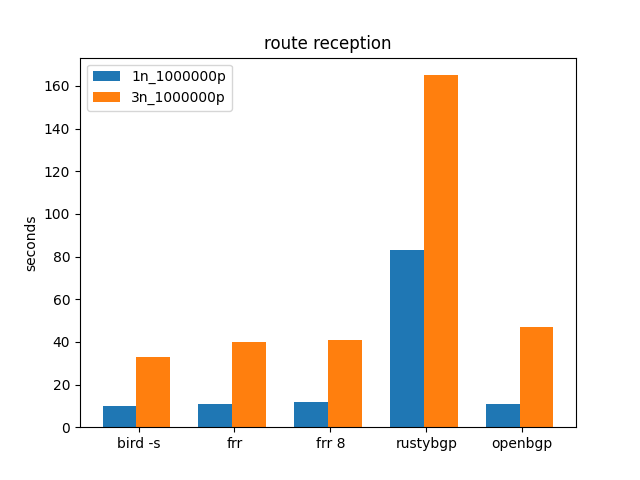 route reception
1n_1000000p
3n_1000000p
seconds
160
140
120
100
80
60
40
20
0
bird -s
frr
frr 8
rustybgp
openbgp